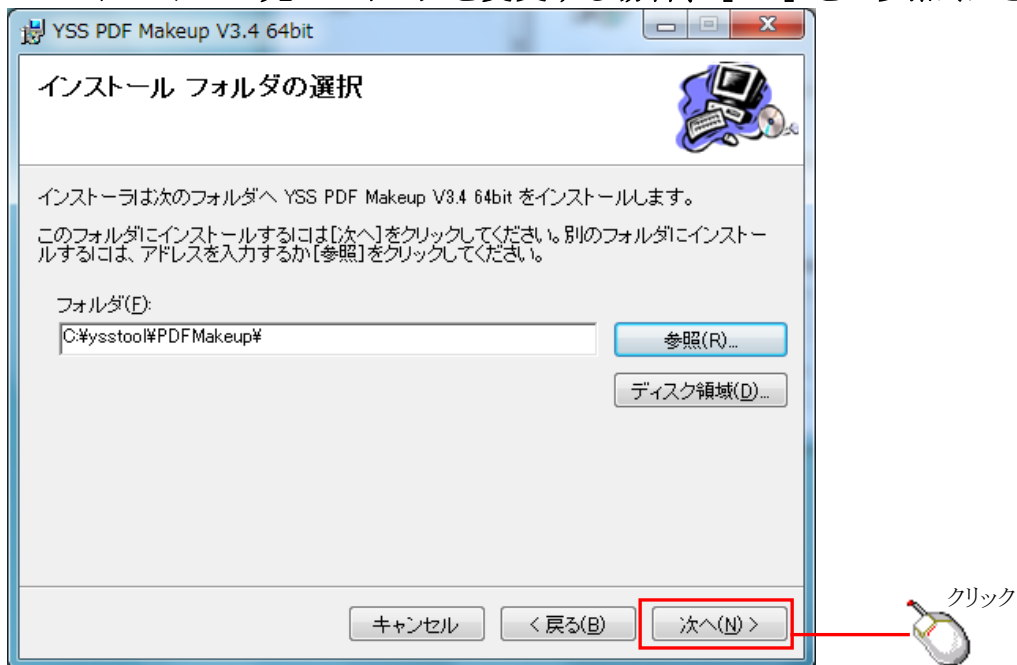 YSS PDF Makeup V3.4 64bit
インストール フォルダの選択
インストーラは次のフォルダへ YSS PDF Makeup V3.4 64bit をインストールします。
このフォルダにインストールするには[次へ]をクリックしてください。別のフォルダにインストー
ルするには、アドレスを入力するか[参照]をクリックしてください。
フォルダ(F):
C:¥ysstool¥PDFMakeup¥
参照(R)...
ディスク領域(D)...
クリック
キャンセル
< 戻る(B)
次へ(N) >